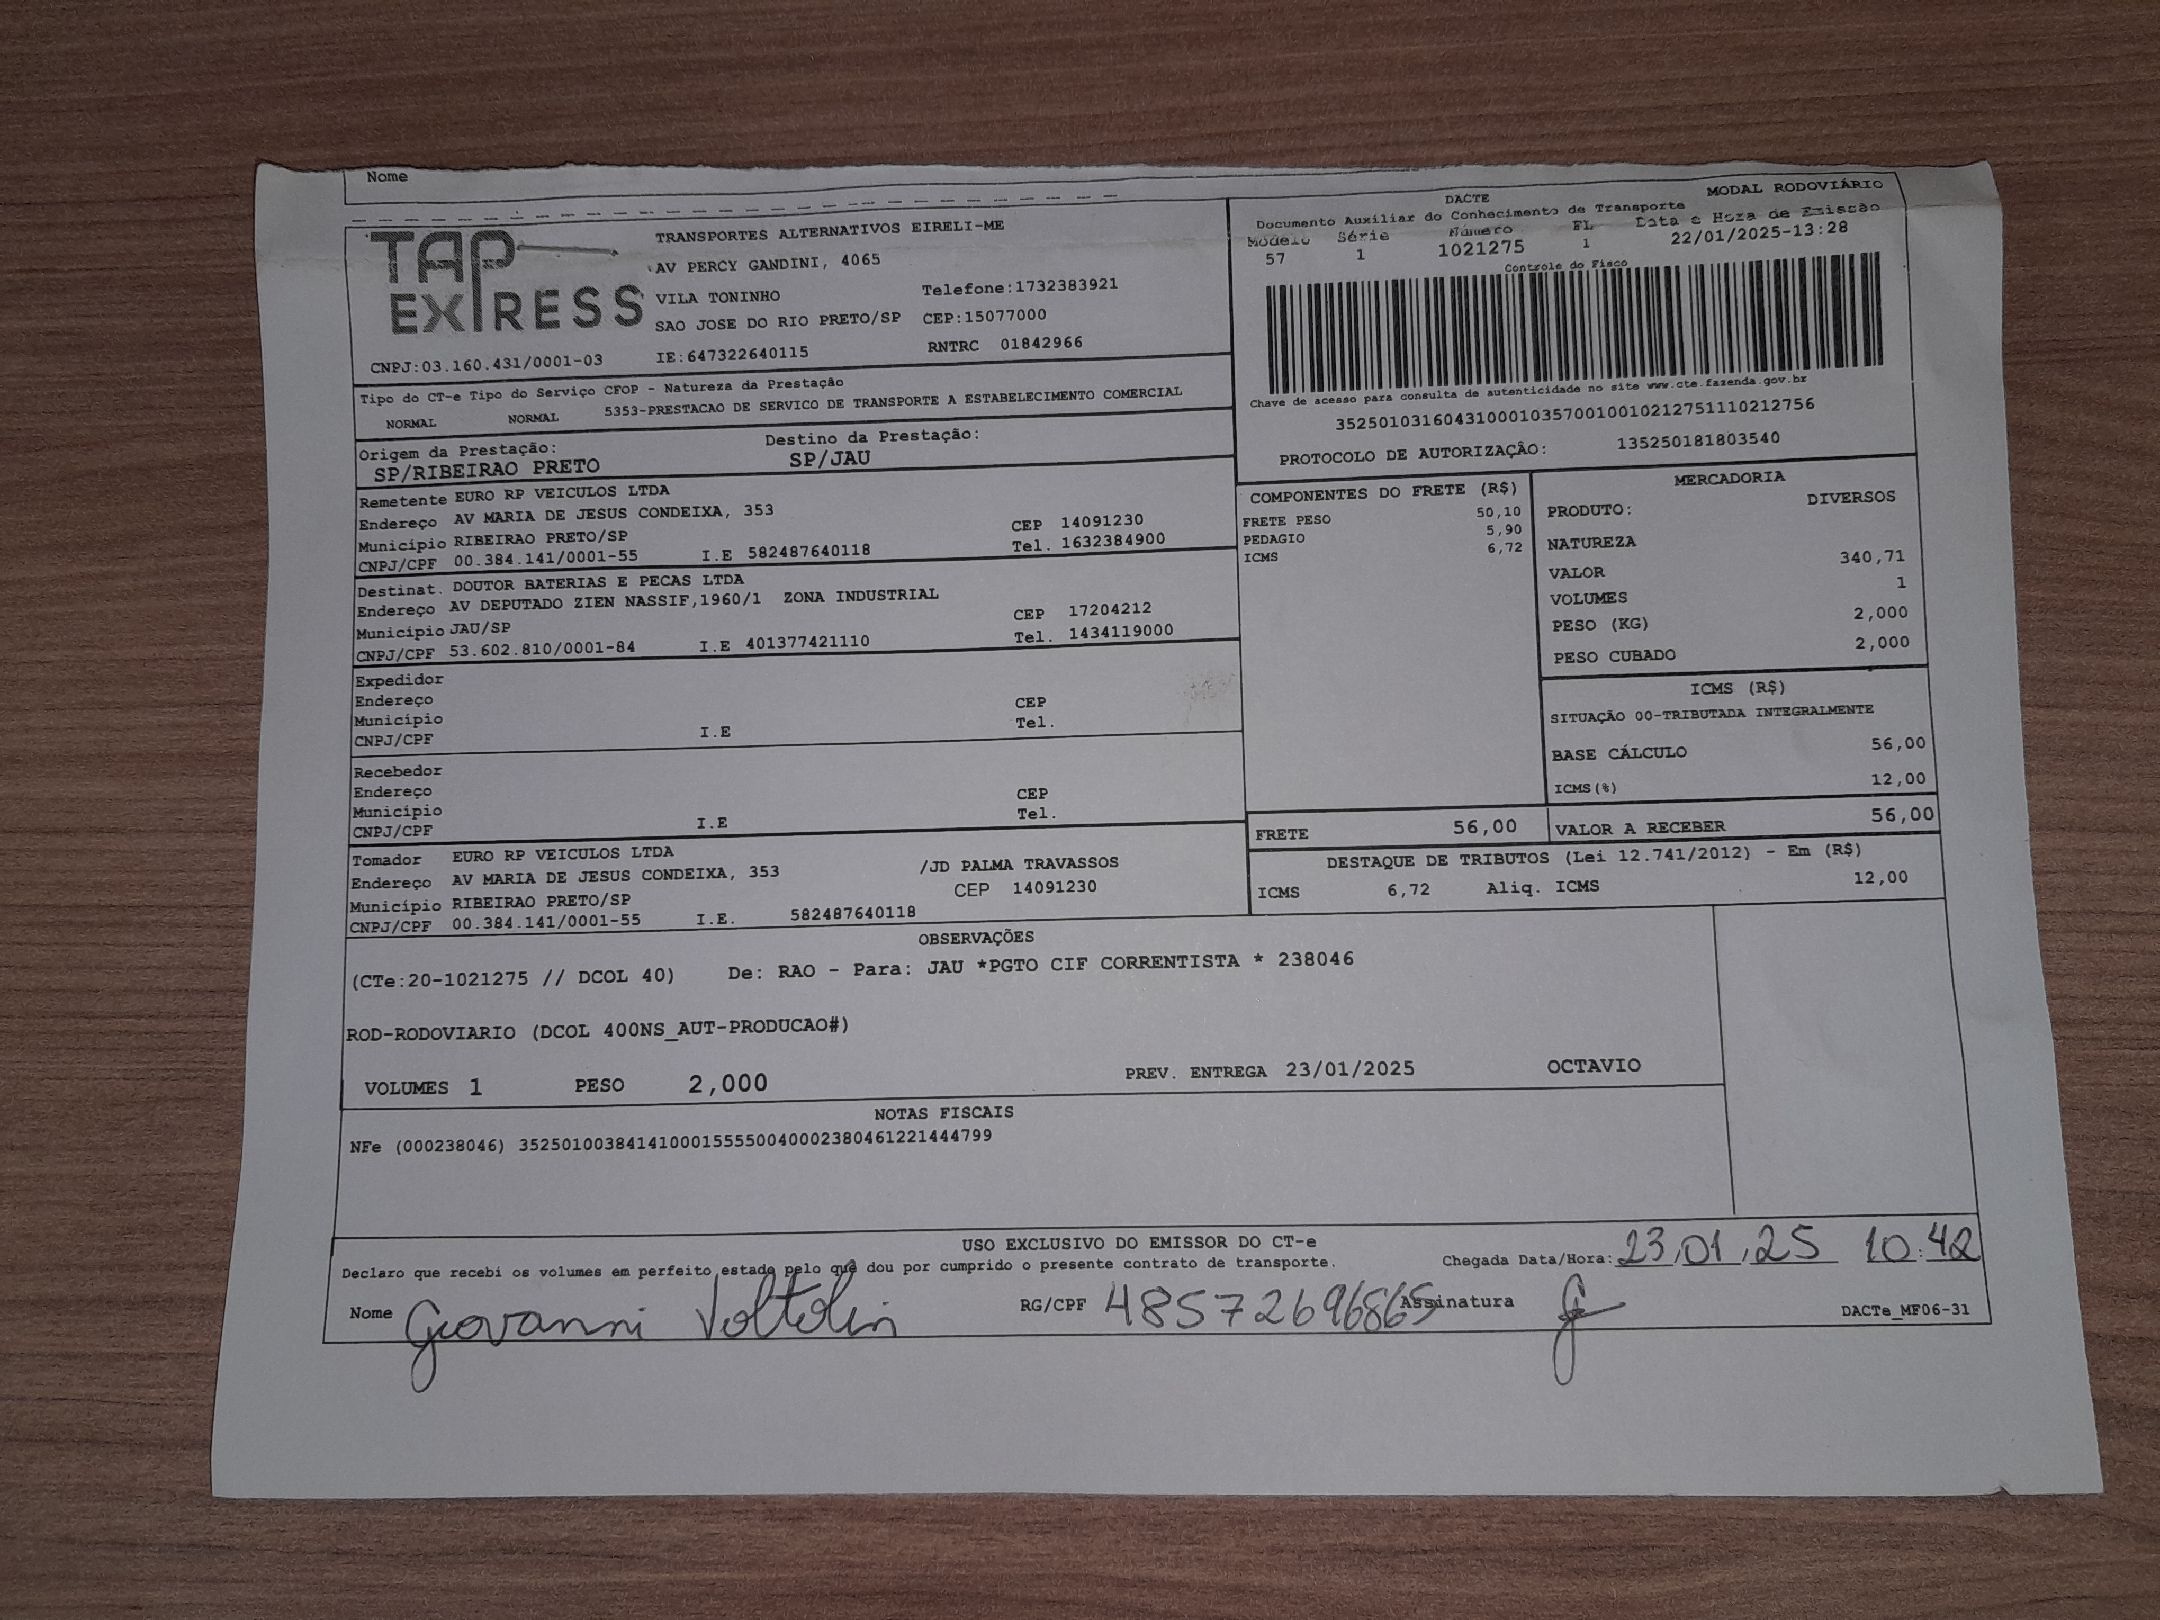 Nome
TAP EXPRESS
TRANSPORTES ALTERNATIVOS EIRELI-ME
AV PERCY GANDINI, 4065
VILA TONINHO Telefone:1732383921
SAO JOSE DO RIO PRETO/SP CEP:15077000
CNPJ:03.160.431/0001-03 IE:647322640115 RNTRC 01842966
DACTE MODAL RODOVIÁRIO
Documento Auxiliar do Conhecimento de Transporte
Modelo Série Número FL Data e Hora de Emissão
57 1 1021275 1 22/01/2025-13:28
Controle do Fisco
Chave de acesso para consulta de autenticidade no site www.cte.fazenda.gov.br
35250103160431000103570010010212751110212756
PROTOCOLO DE AUTORIZAÇÃO: 135250181803540
Tipo do CT-e Tipo do Serviço CFOP - Natureza da Prestação
NORMAL NORMAL 5353-PRESTACAO DE SERVICO DE TRANSPORTE A ESTABELECIMENTO COMERCIAL
Origem da Prestação: Destino da Prestação:
SP/RIBEIRAO PRETO SP/JAU
Remetente EURO RP VEICULOS LTDA
Endereço AV MARIA DE JESUS CONDEIXA, 353 CEP 14091230
Município RIBEIRAO PRETO/SP Tel. 1632384900
CNPJ/CPF 00.384.141/0001-55 I.E 582487640118
Destinat. DOUTOR BATERIAS E PECAS LTDA
Endereço AV DEPUTADO ZIEN NASSIF,1960/1 ZONA INDUSTRIAL CEP 17204212
Município JAU/SP Tel. 1434119000
CNPJ/CPF 53.602.810/0001-84 I.E 401377421110
Expedidor
Endereço CEP
Município Tel.
CNPJ/CPF I.E
Recebedor
Endereço CEP
Município Tel.
CNPJ/CPF I.E
Tomador EURO RP VEICULOS LTDA
Endereço AV MARIA DE JESUS CONDEIXA, 353 /JD PALMA TRAVASSOS
Município RIBEIRAO PRETO/SP CEP 14091230
CNPJ/CPF 00.384.141/0001-55 I.E. 582487640118
COMPONENTES DO FRETE (R$)
FRETE PESO 50,10
PEDAGIO 5,90
ICMS 6,72
MERCADORIA
PRODUTO: DIVERSOS
NATUREZA
VALOR 340,71
VOLUMES 1
PESO (KG) 2,000
PESO CUBADO 2,000
ICMS (R$)
SITUAÇÃO 00-TRIBUTADA INTEGRALMENTE
BASE CÁLCULO 56,00
ICMS(%) 12,00
FRETE 56,00 VALOR A RECEBER 56,00
DESTAQUE DE TRIBUTOS (Lei 12.741/2012) - Em (R$)
ICMS 6,72 Aliq. ICMS 12,00
OBSERVAÇÕES
(CTe:20-1021275 // DCOL 40) De: RAO - Para: JAU *PGTO CIF CORRENTISTA * 238046
ROD-RODOVIARIO (DCOL 400NS_AUT-PRODUCAO#)
VOLUMES 1 PESO 2,000 PREV. ENTREGA 23/01/2025 OCTAVIO
NOTAS FISCAIS
NFe (000238046) 35250100384141000155550040002380461221444799
USO EXCLUSIVO DO EMISSOR DO CT-e
Declaro que recebi os volumes em perfeito estado pelo que dou por cumprido o presente contrato de transporte. Chegada Data/Hora: 23,01,25 10:42
Nome Giovanni Voltolin RG/CPF 48572696865 Assinatura
DACTe_MF06-31